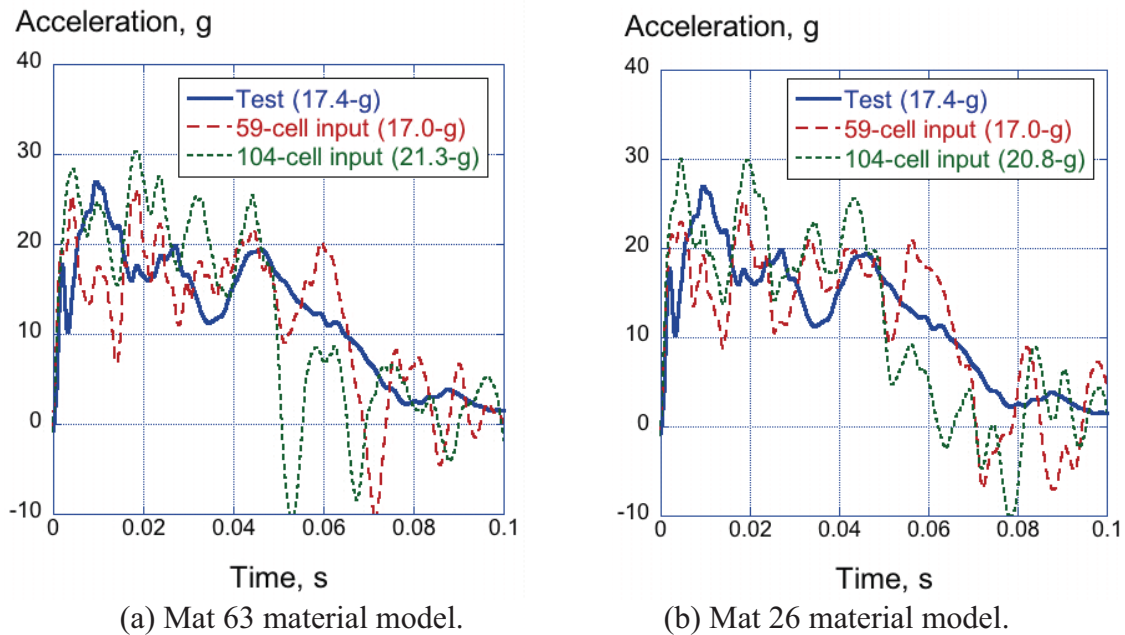 Acceleration, g
40
30
20
10
0
-10
Test (17.4-g)
59-cell input (17.0-g)
104-cell input (21.3-g)
0 0.02 0.04 0.06 0.08 0.1
Time, s
(a) Mat 63 material model.
Acceleration, g
40
30
20
10
0
-10
Test (17.4-g)
59-cell input (17.0-g)
104-cell input (20.8-g)
0 0.02 0.04 0.06 0.08 0.1
Time, s
(b) Mat 26 material model.